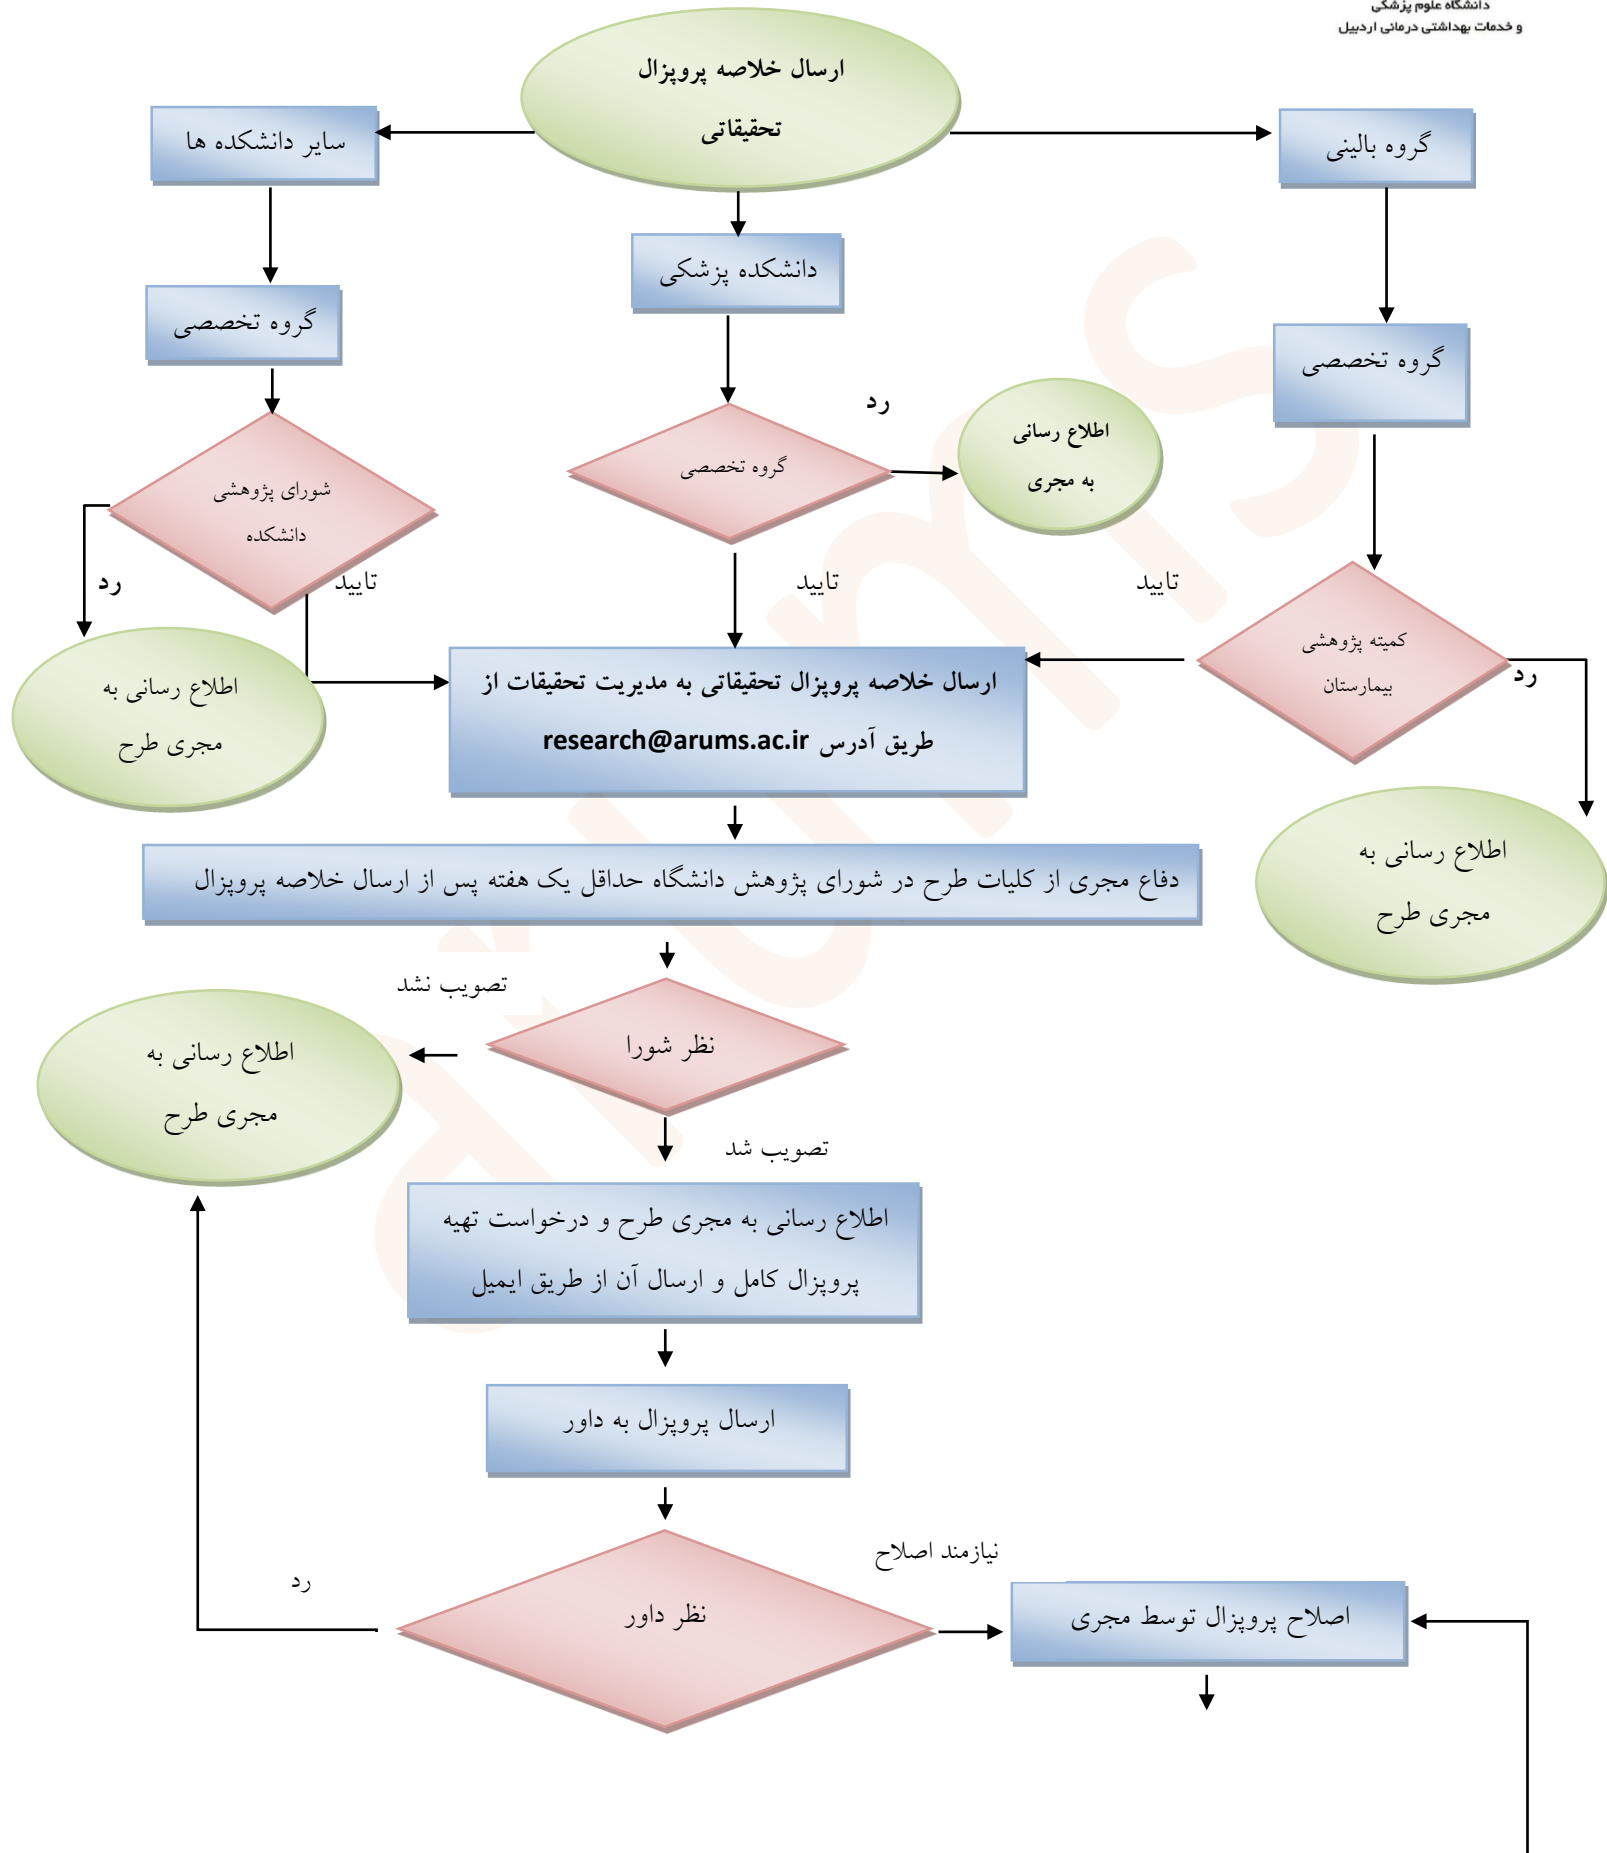 دانشگاه علوم پزشکی
و خدمات بهداشتی درمانی اردبیل
ارسال خلاصه پروپزال
تحقیقاتی
گروه بالینی
سایر دانشکده ها
دانشکده پزشکی
گروه تخصصی
گروه تخصصی
رد
اطلاع رسانی
به مجری
گروه تخصصی
شورای پژوهشی
دانشکده
تایید
تایید
تایید
رد
کمیته پژوهشی
بیمارستان
رد
اطلاع رسانی به
مجری طرح
ارسال خلاصه پروپزال تحقیقاتی به مدیریت تحقیقات از
طریق آدرس research@arums.ac.ir
اطلاع رسانی به
مجری طرح
دفاع مجری از کلیات طرح در شورای پژوهش دانشگاه حداقل یک هفته پس از ارسال خلاصه پروپزال
تصویب نشد
نظر شورا
اطلاع رسانی به
مجری طرح
تصویب شد
اطلاع رسانی به مجری طرح و درخواست تهیه
پروپزال کامل و ارسال آن از طریق ایمیل
ارسال پروپزال به داور
نیازمند اصلاح
رد
نظر داور
اصلاح پروپزال توسط مجری
arums